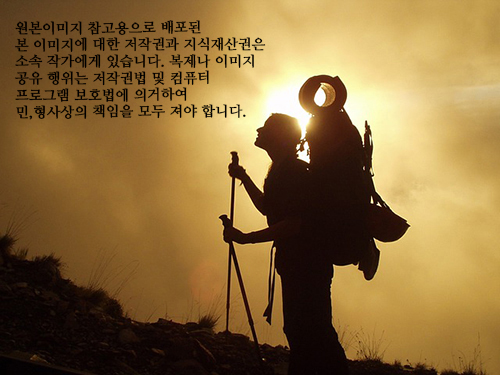 원본이미지 참고용으로 배포된
본 이미지에 대한 저작권과 지식재산권은
소속 작가에게 있습니다. 복제나 이미지
공유 행위는 저작권법 및 컴퓨터
프로그램 보호법에 의거하여
민,형사상의 책임을 모두 져야 합니다.